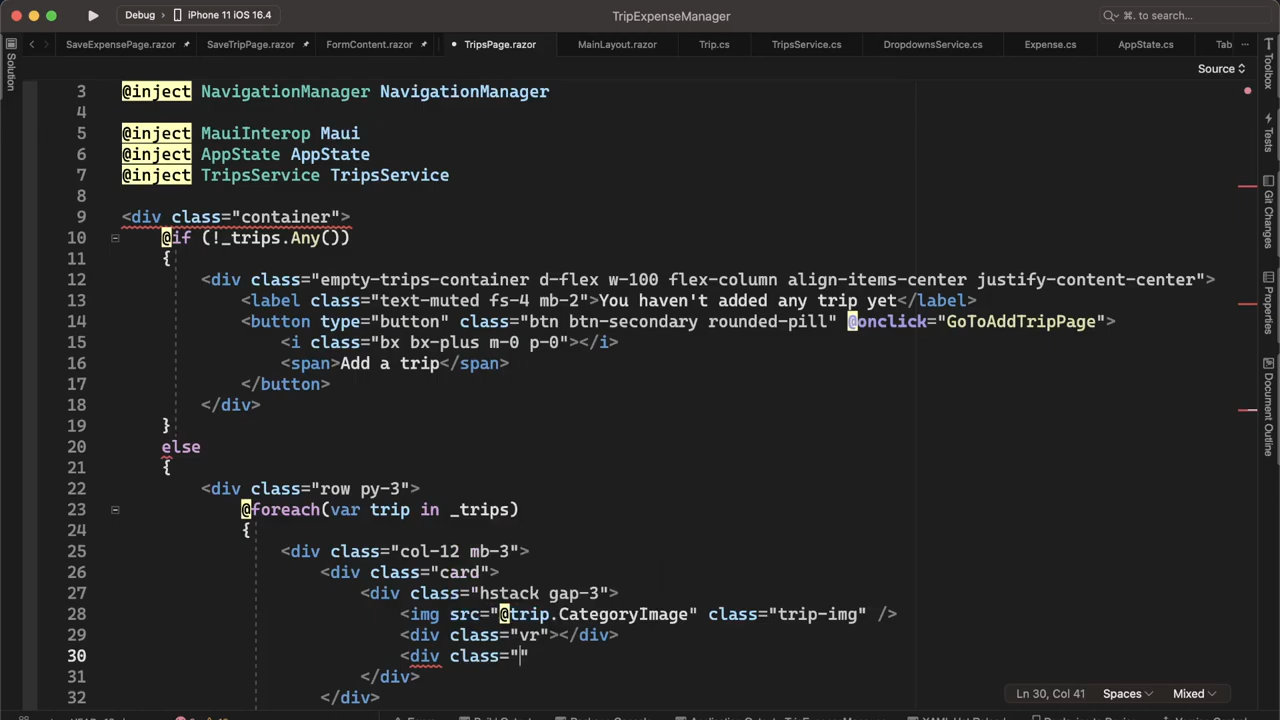 Debug > iPhone 11 iOS 16.4
TripExpenseManager
⌘. to search...
SaveExpensePage.razor
SaveTripPage.razor
FormContent.razor
TripsPage.razor
MainLayout.razor
Trip.cs
TripsService.cs
DropdownsService.cs
Expense.cs
AppState.cs
Tab
Source
Solution
Toolbox
Tests
Git Changes
Properties
Document Outline
3 @inject NavigationManager NavigationManager
4
5 @inject MauiInterop Maui
6 @inject AppState AppState
7 @inject TripsService TripsService
8
9 <div class="container">
10 @if (!_trips.Any())
11 {
12 <div class="empty-trips-container d-flex w-100 flex-column align-items-center justify-content-center">
13 <label class="text-muted fs-4 mb-2">You haven't added any trip yet</label>
14 <button type="button" class="btn btn-secondary rounded-pill" @onclick="GoToAddTripPage">
15 <i class="bx bx-plus m-0 p-0"></i>
16 <span>Add a trip</span>
17 </button>
18 </div>
19 }
20 else
21 {
22 <div class="row py-3">
23 @foreach(var trip in _trips)
24 {
25 <div class="col-12 mb-3">
26 <div class="card">
27 <div class="hstack gap-3">
28 <img src="@trip.CategoryImage" class="trip-img" />
29 <div class="vr"></div>
30 <div class=""
31 </div>
32 </div>
Ln 30, Col 41 Spaces Mixed